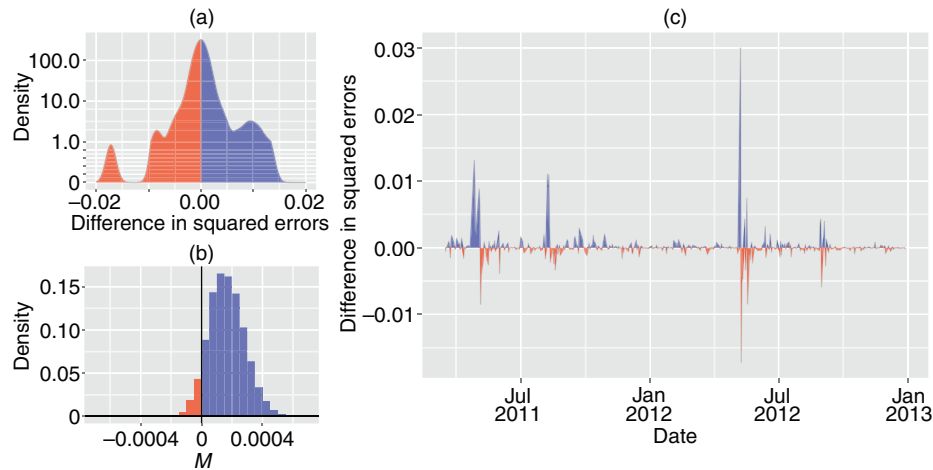 (a)
Density
100.0
10.0
1.0
0
−0.02
0.00
0.02
Difference in squared errors
(b)
Density
0.15
0.10
0.05
0
−0.0004
0
0.0004
M
(c)
Difference in squared errors
0.03
0.02
0.01
0.00
−0.01
Jul
2011
Jan
2012
Jul
2012
Jan
2013
Date